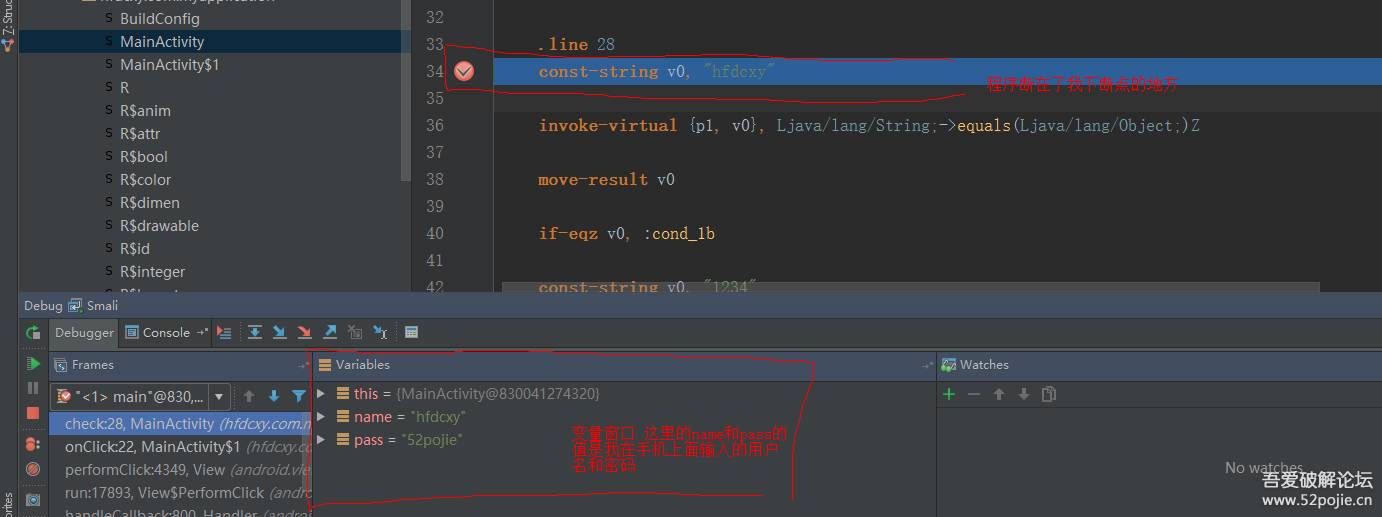 Z: Struc
BuildConfig
MainActivity
MainActivity$1
R
R$anim
R$attr
R$bool
R$color
R$dimen
R$drawable
R$id
R$integer
32
33 .line 28
34 const-string v0, "hfdcxy"
程序断在了我下断点的地方
35
36 invoke-virtual {p1, v0}, Ljava/lang/String;->equals(Ljava/lang/Object;)Z
37
38 move-result v0
39
40 if-eqz v0, :cond_1b
41
42 const-string v0, "1234"
Debug Smali
Debugger Console
Frames
"<1> main"@830,...
check:28, MainActivity (hfdcxy.com.m
onClick:22, MainActivity$1 (hfdcxy.co
performClick:4349, View (android.vie
run:17893, View$PerformClick (andro
handleCallback:800, Handler (android
Variables
this = {MainActivity@830041274320}
name = "hfdcxy"
pass = "52pojie"
变量窗口 这里的name和pass的
值是我在手机上面输入的用户
名和密码
Watches
No watches
orites
吾爱破解论坛
www.52pojie.cn